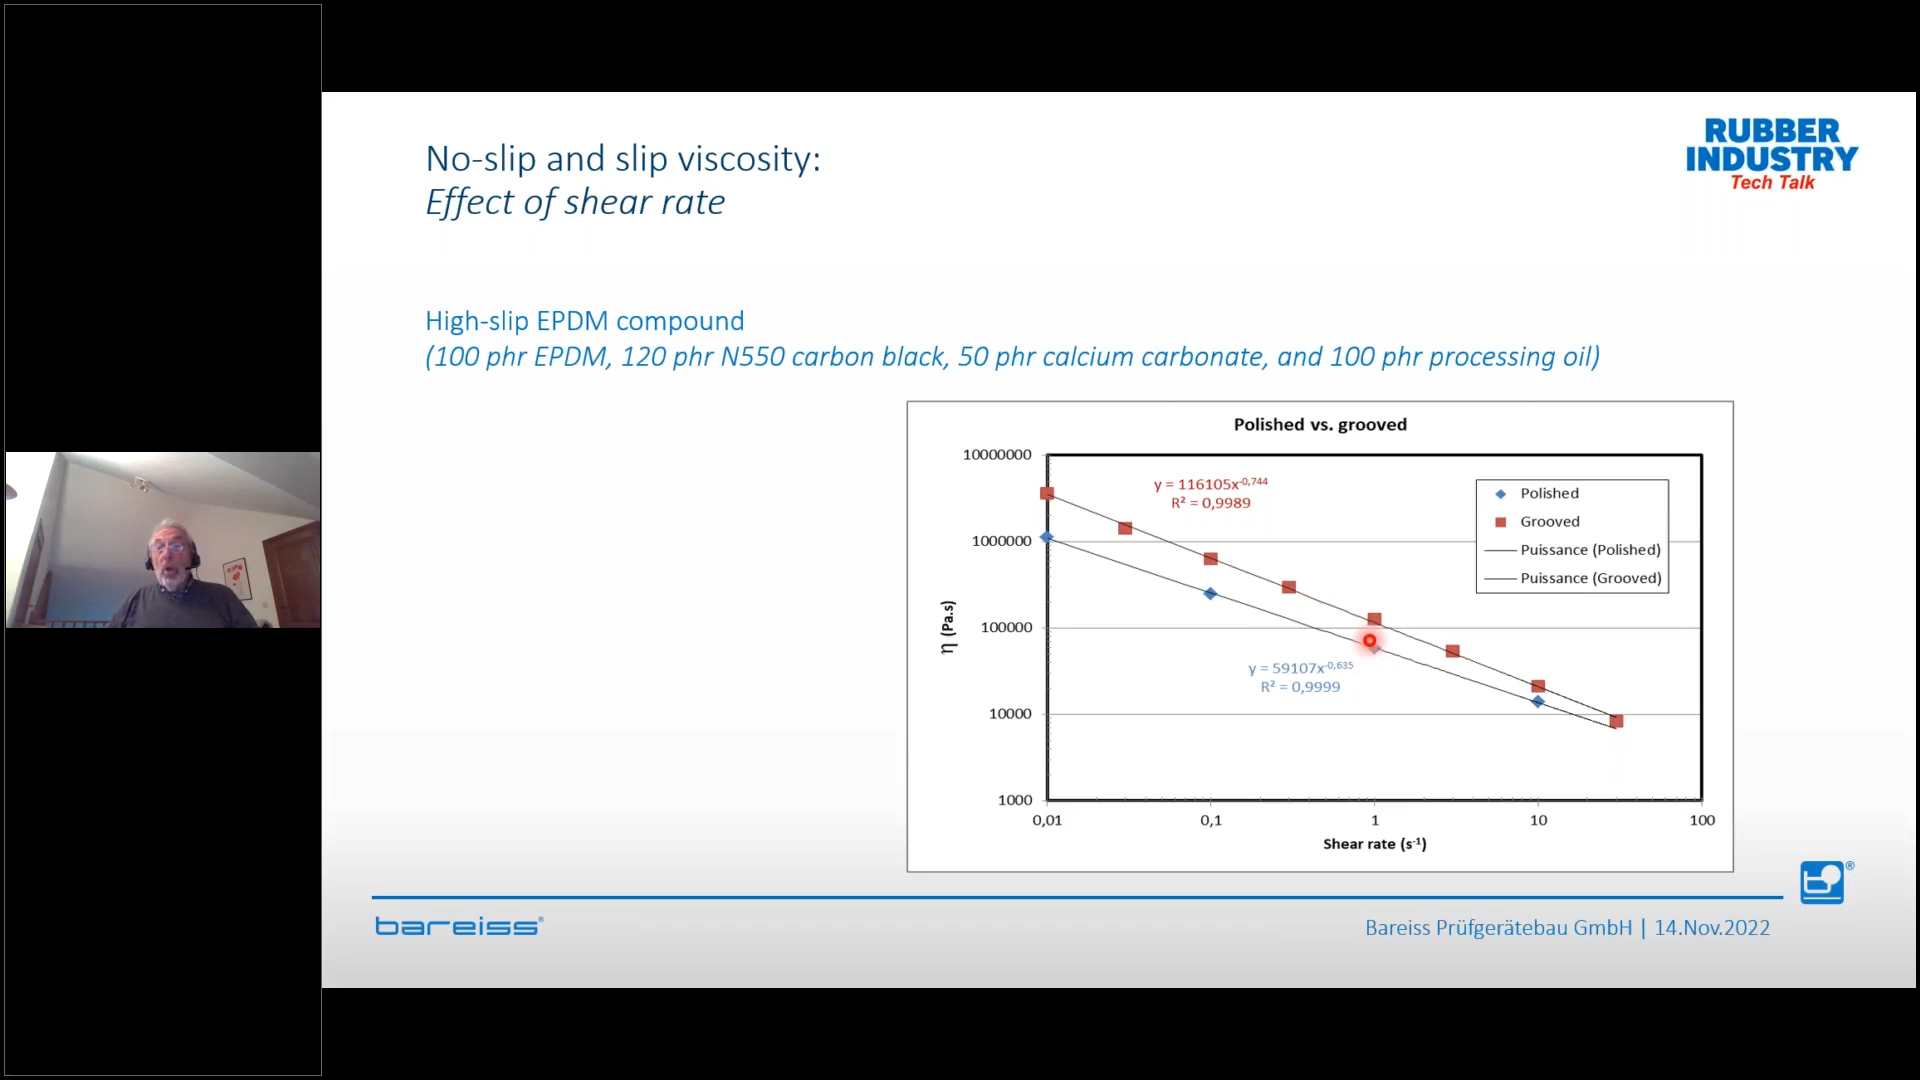 No-slip and slip viscosity:
Effect of shear rate
RUBBER
INDUSTRY
Tech Talk
High-slip EPDM compound
(100 phr EPDM, 120 phr N550 carbon black, 50 phr calcium carbonate, and 100 phr processing oil)
Polished vs. grooved
10000000
1000000
100000
10000
1000
η (Pa.s)
y = 116105x^-0,744
R² = 0,9989
y = 59107x^-0,635
R² = 0,9999
Polished
Grooved
Puissance (Polished)
Puissance (Grooved)
0,01 0,1 1 10 100
Shear rate (s⁻¹)
bareiss®
Bareiss Prüfgerätebau GmbH | 14.Nov.2022
b ®